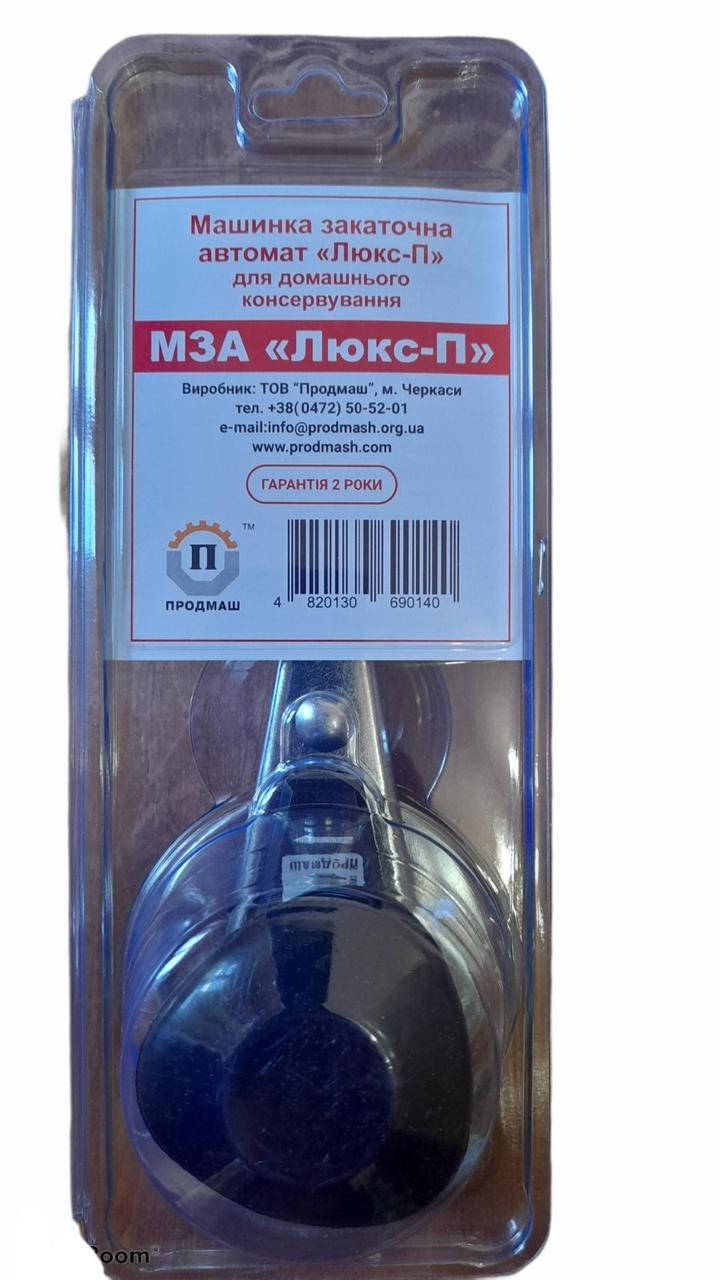 Машинка закаточна
автомат «Люкс-П»
для домашнього
консервування
МЗА «Люкс-П»
Виробник: ТОВ "Продмаш", м. Черкаси
тел. +38(0472) 50-52-01
e-mail:info@prodmash.org.ua
www.prodmash.com
ГАРАНТІЯ 2 РОКИ
TM
П
ПРОДМАШ
4 820130 690140
ПРОДМАШ